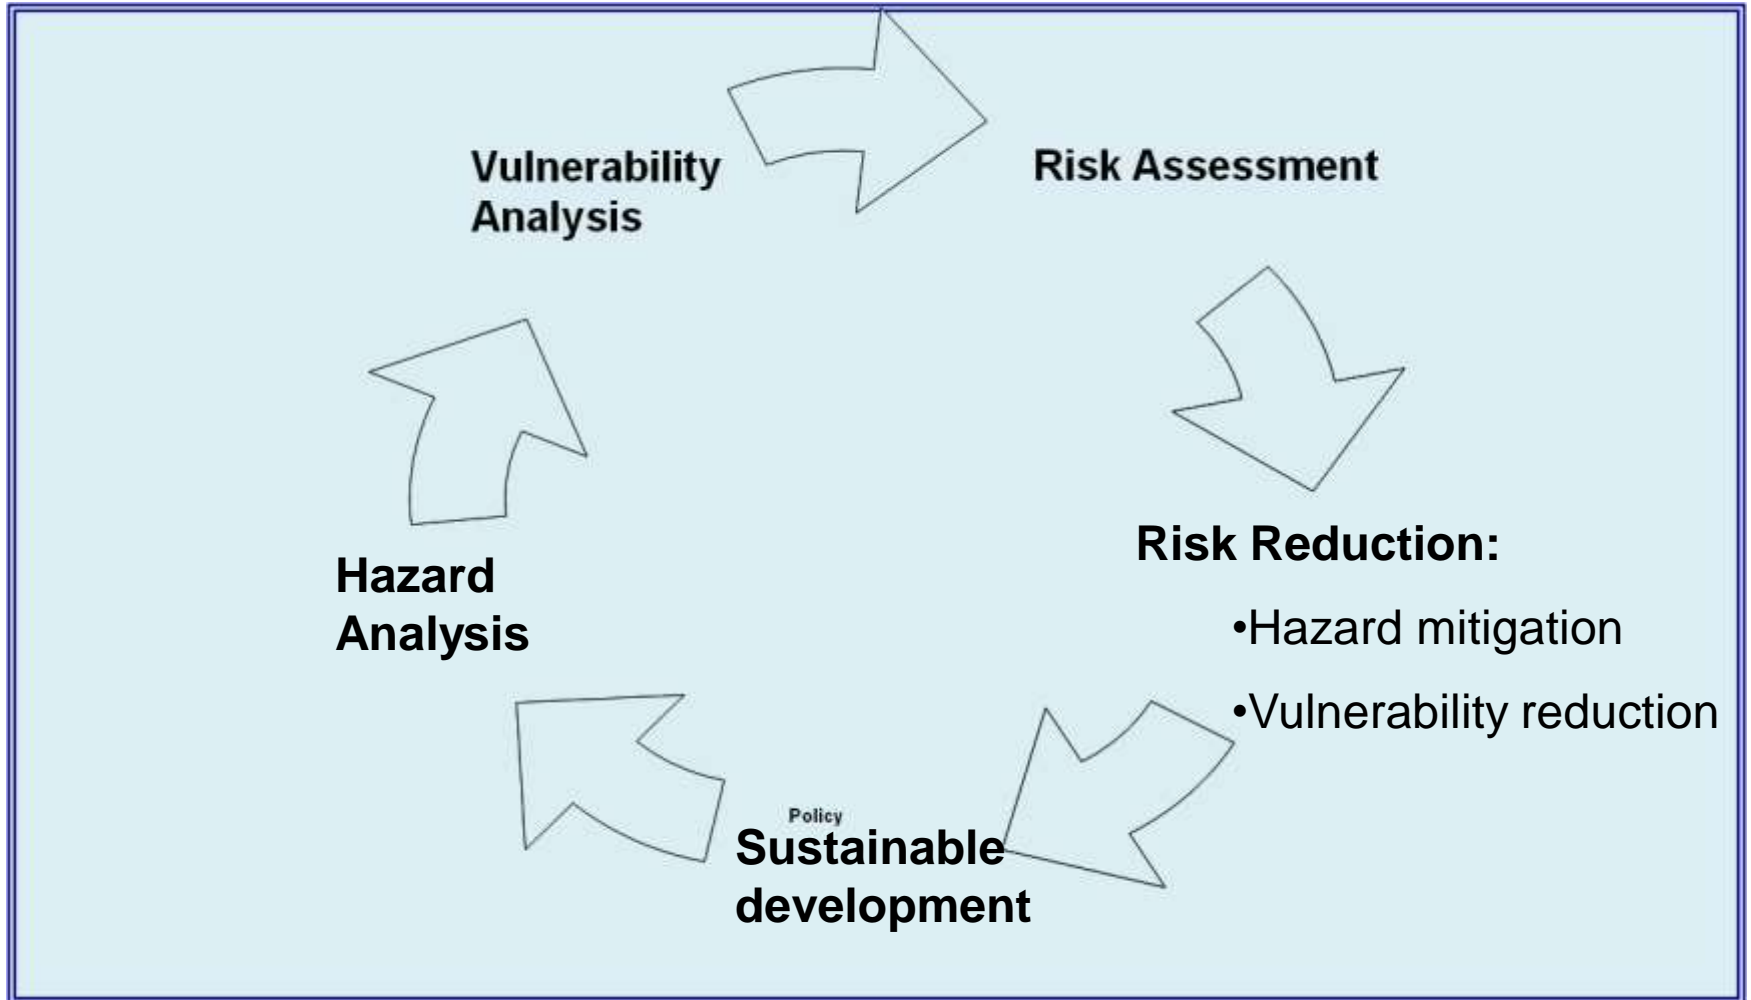 Vulnerability
Analysis
Risk Assessment
Risk Reduction:
•Hazard mitigation
•Vulnerability reduction
Policy
Sustainable
development
Hazard
Analysis